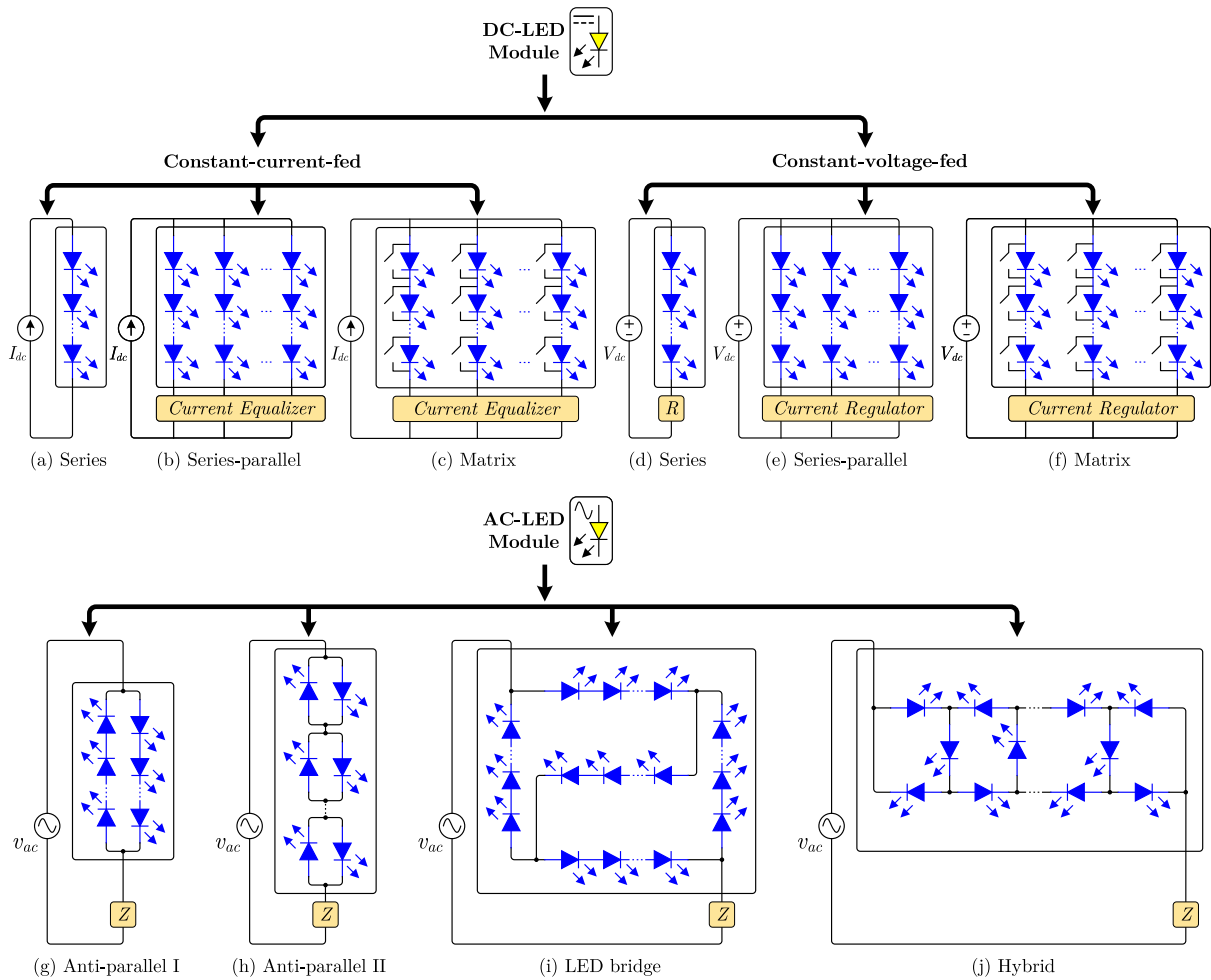 DC-LED
Module
Constant-current-fed
Constant-voltage-fed
I_dc
I_dc
I_dc
V_dc
V_dc
V_dc
Current Equalizer
Current Equalizer
R
Current Regulator
Current Regulator
(a) Series
(b) Series-parallel
(c) Matrix
(d) Series
(e) Series-parallel
(f) Matrix
AC-LED
Module
v_ac
v_ac
v_ac
v_ac
Z
Z
Z
Z
(g) Anti-parallel I
(h) Anti-parallel II
(i) LED bridge
(j) Hybrid